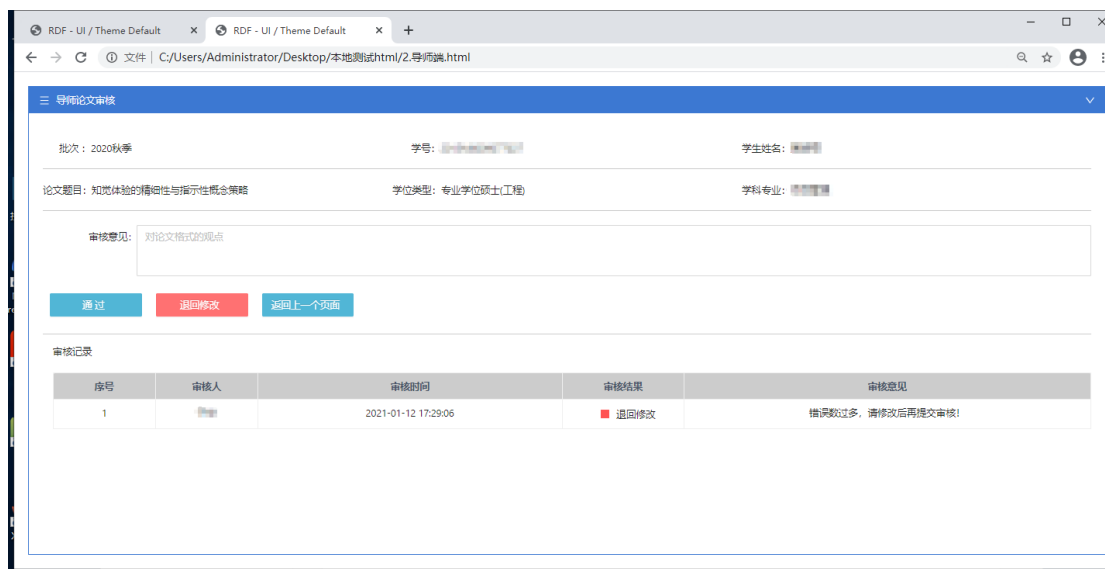 RDF - UI / Theme Default
RDF - UI / Theme Default
文件 | C:/Users/Administrator/Desktop/本地测试html/2.导师端.html
导师论文审核
批次: 2020秋季 学号: 学生姓名:
论文题目: 知觉体验的精细性与指示性概念策略 学位类型: 专业学位硕士(工程) 学科专业:
审核意见: 对论文格式的观点
通过 退回修改 返回上一个页面
审核记录
序号 审核人 审核时间 审核结果 审核意见
1 2021-01-12 17:29:06 退回修改 错误数过多, 请修改后再提交审核!